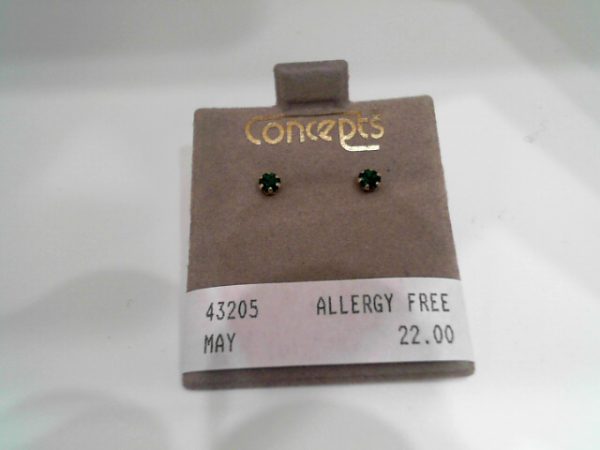 Concepts
43205 ALLERGY FREE
MAY 22.00